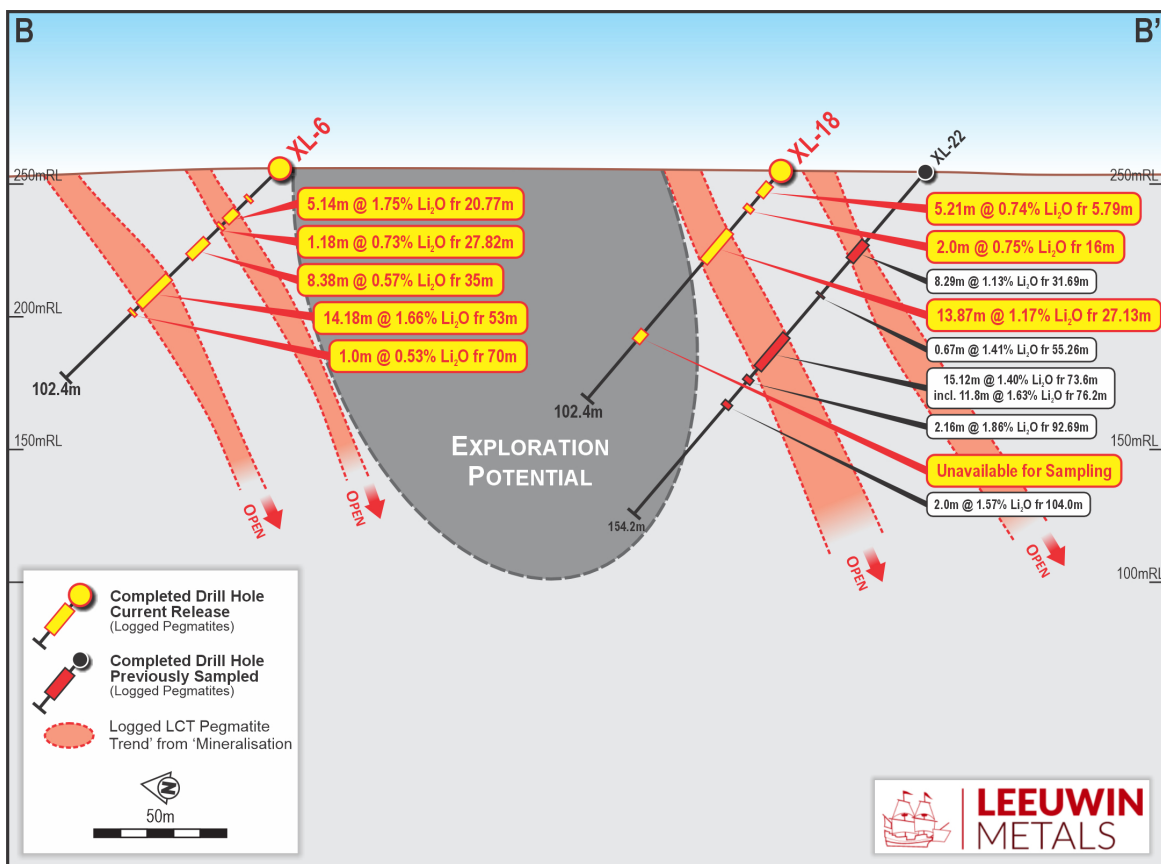 B
B'
XL-6
XL-18
XL-22
250mRL
250mRL
5.14m @ 1.75% Li₂O fr 20.77m
1.18m @ 0.73% Li₂O fr 27.82m
8.38m @ 0.57% Li₂O fr 35m
14.18m @ 1.66% Li₂O fr 53m
1.0m @ 0.53% Li₂O fr 70m
5.21m @ 0.74% Li₂O fr 5.79m
2.0m @ 0.75% Li₂O fr 16m
8.29m @ 1.13% Li₂O fr 31.69m
13.87m @ 1.17% Li₂O fr 27.13m
0.67m @ 1.41% Li₂O fr 55.26m
15.12m @ 1.40% Li₂O fr 73.6m
incl. 11.8m @ 1.63% Li₂O fr 76.2m
2.16m @ 1.86% Li₂O fr 92.69m
Unavailable for Sampling
2.0m @ 1.57% Li₂O fr 104.0m
200mRL
102.4m
102.4m
150mRL
150mRL
EXPLORATION
POTENTIAL
154.2m
OPEN
OPEN
OPEN
OPEN
100mRL
Completed Drill Hole
Current Release
(Logged Pegmatites)
Completed Drill Hole
Previously Sampled
(Logged Pegmatites)
Logged LCT Pegmatite
Trend' from 'Mineralisation
N
50m
LEEUWIN
METALS